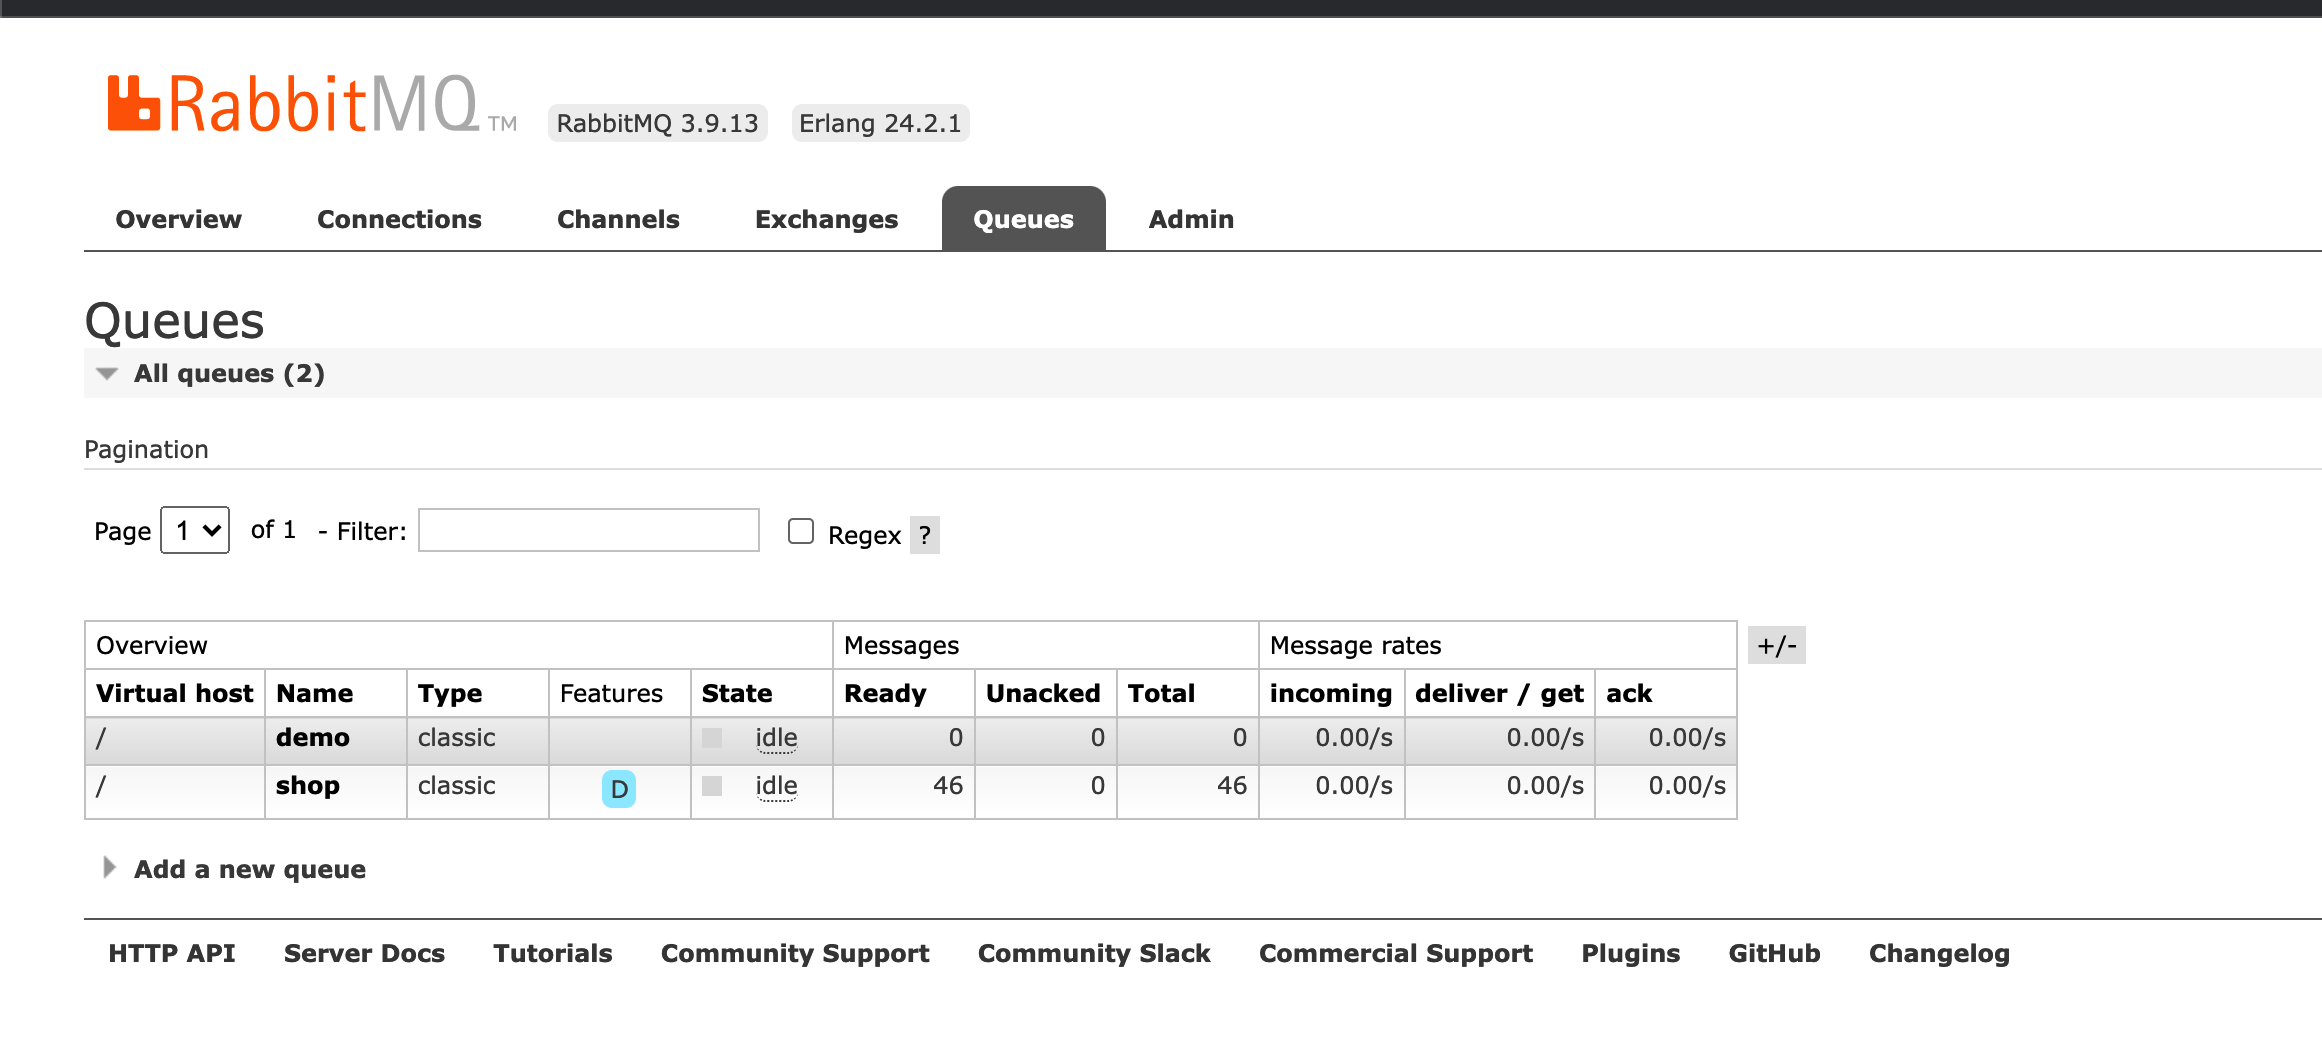 RabbitMQ TM RabbitMQ 3.9.13 Erlang 24.2.1
Overview Connections Channels Exchanges Queues Admin
Queues
All queues (2)
Pagination
Page 1 of 1 - Filter: Regex ?
Overview Messages Message rates +/-
Virtual host Name Type Features State Ready Unacked Total incoming deliver / get ack
/ demo classic idle 0 0 0 0.00/s 0.00/s 0.00/s
/ shop classic D idle 46 0 46 0.00/s 0.00/s 0.00/s
Add a new queue
HTTP API Server Docs Tutorials Community Support Community Slack Commercial Support Plugins GitHub Changelog